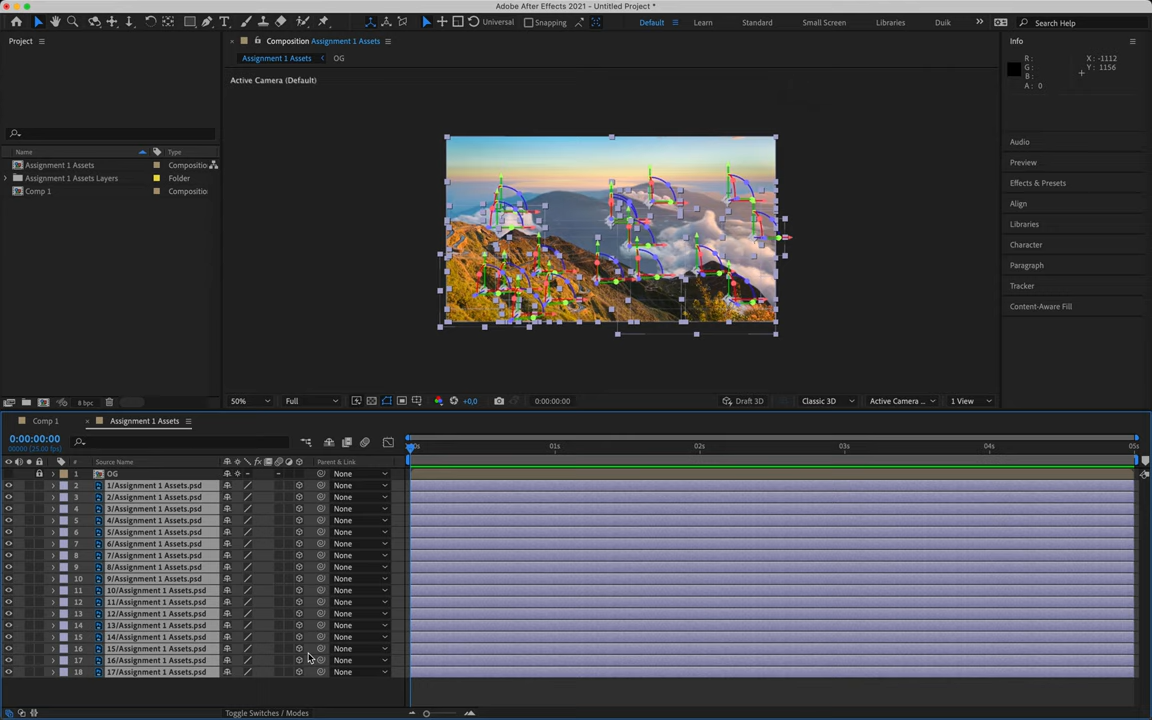 Adobe After Effects 2021 - Untitled Project *
Universal
Snapping
Default
Learn
Standard
Small Screen
Libraries
Duik
Search Help
Project
Composition Assignment 1 Assets
Assignment 1 Assets
OG
Active Camera (Default)
Info
R:
G:
B:
A: 0
X: -1112
Y: 1156
Name
Type
Assignment 1 Assets
Compositio
Assignment 1 Assets Layers
Folder
Comp 1
Compositio
Audio
Preview
Effects & Presets
Align
Libraries
Character
Paragraph
Tracker
Content-Aware Fill
8 bpc
50%
Full
+0,0
0:00:00:00
Draft 3D
Classic 3D
Active Camera ...
1 View
Comp 1
Assignment 1 Assets
0:00:00:00
00000 (25.00 fps)
:00s
01s
02s
03s
04s
05s
#
Source Name
fx
Parent & Link
1 OG None
2 1/Assignment 1 Assets.psd None
3 2/Assignment 1 Assets.psd None
4 3/Assignment 1 Assets.psd None
5 4/Assignment 1 Assets.psd None
6 5/Assignment 1 Assets.psd None
7 6/Assignment 1 Assets.psd None
8 7/Assignment 1 Assets.psd None
9 8/Assignment 1 Assets.psd None
10 9/Assignment 1 Assets.psd None
11 10/Assignment 1 Assets.psd None
12 11/Assignment 1 Assets.psd None
13 12/Assignment 1 Assets.psd None
14 13/Assignment 1 Assets.psd None
15 14/Assignment 1 Assets.psd None
16 15/Assignment 1 Assets.psd None
17 16/Assignment 1 Assets.psd None
18 17/Assignment 1 Assets.psd None
Toggle Switches / Modes